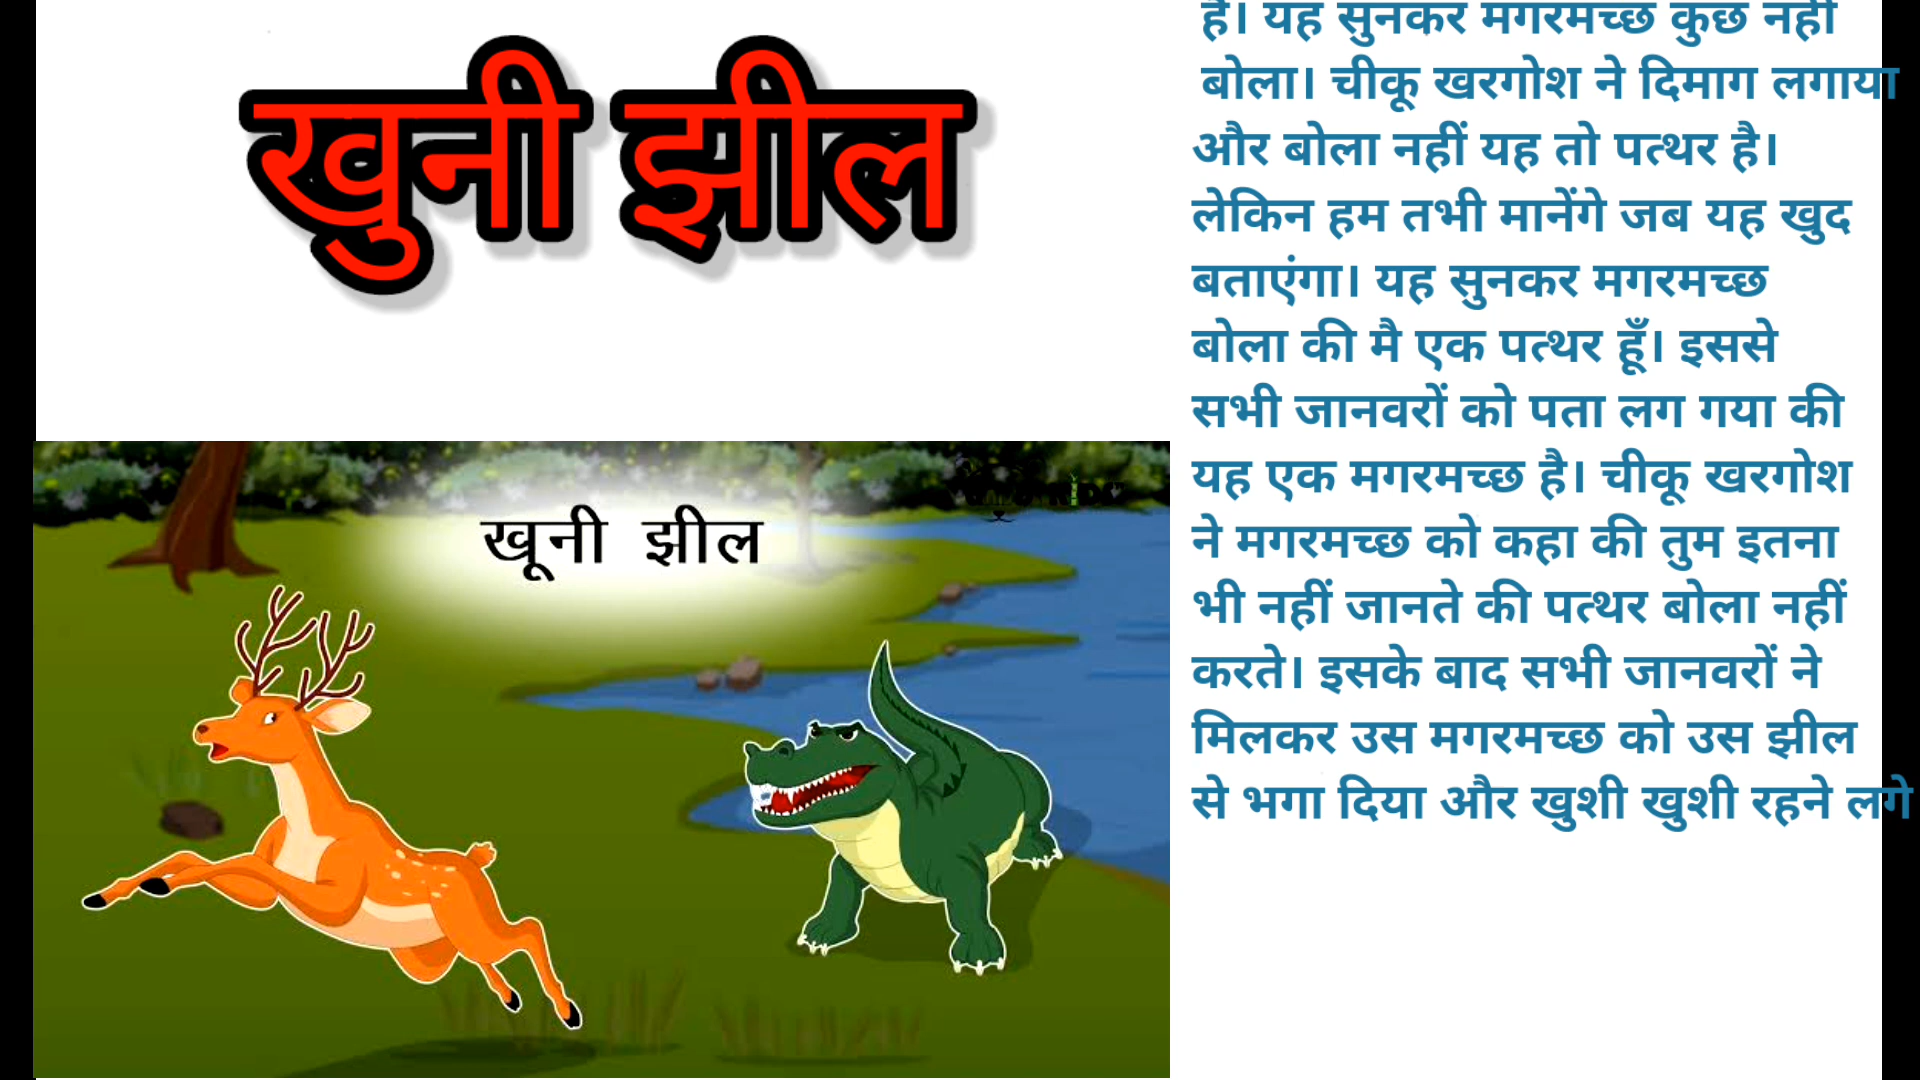 खुनी झील
खूनी झील
है। यह सुनकर मगरमच्छ कुछ नहीं
बोला। चीकू खरगोश ने दिमाग लगाया
और बोला नहीं यह तो पत्थर है।
लेकिन हम तभी मानेंगे जब यह खुद
बताएंगा। यह सुनकर मगरमच्छ
बोला की मै एक पत्थर हूँ। इससे
सभी जानवरों को पता लग गया की
यह एक मगरमच्छ है। चीकू खरगोश
ने मगरमच्छ को कहा की तुम इतना
भी नहीं जानते की पत्थर बोला नहीं
करते। इसके बाद सभी जानवरों ने
मिलकर उस मगरमच्छ को उस झील
से भगा दिया और खुशी खुशी रहने लगे